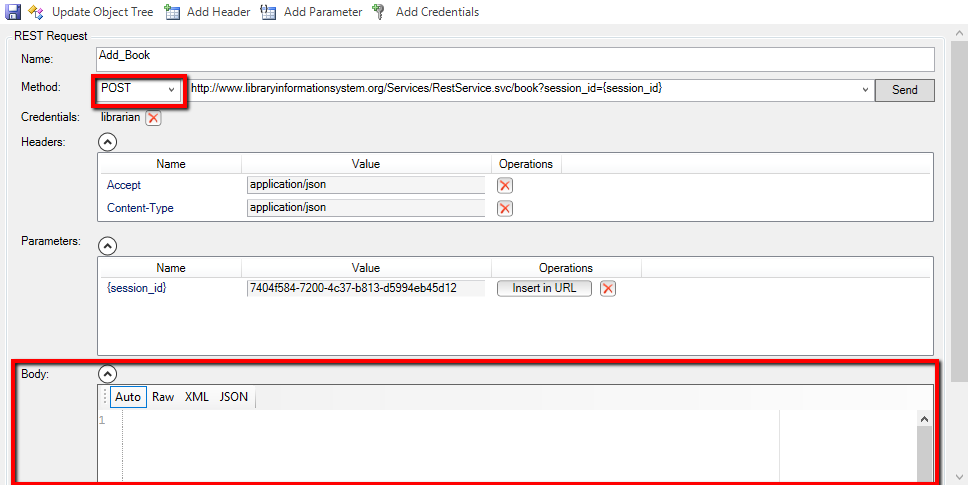 Update Object Tree Add Header Add Parameter Add Credentials
REST Request
Name: Add_Book
Method: POST http://www.libraryinformationsystem.org/Services/RestService.svc/book?session_id={session_id} Send
Credentials: librarian
Headers:
Name Value Operations
Accept application/json
Content-Type application/json
Parameters:
Name Value Operations
{session_id} 7404f584-7200-4c37-b813-d5994eb45d12 Insert in URL
Body:
Auto Raw XML JSON
1